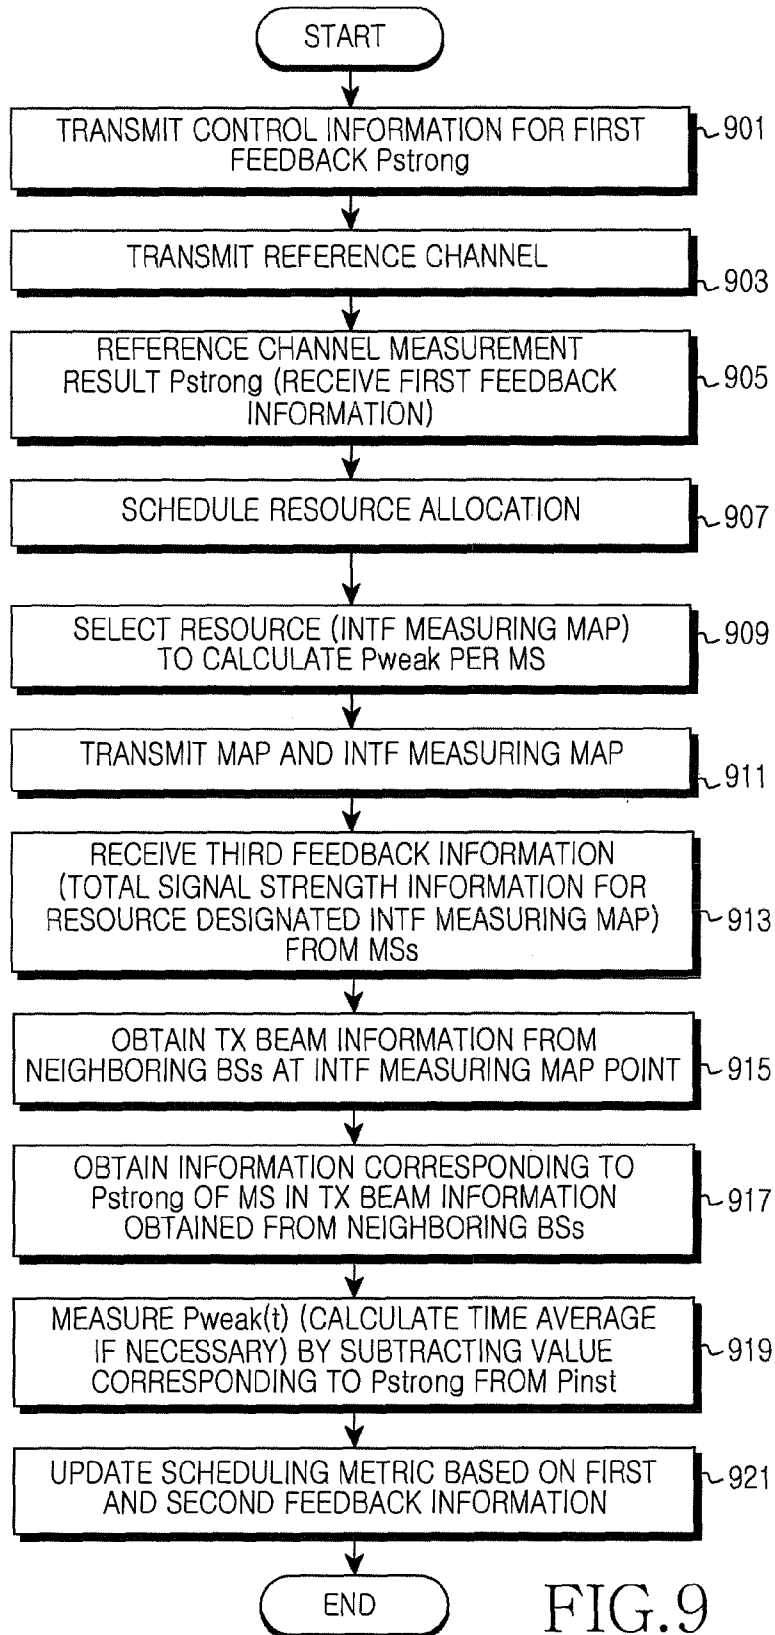 START
TRANSMIT CONTROL INFORMATION FOR FIRST
FEEDBACK Pstrong
901
TRANSMIT REFERENCE CHANNEL
903
REFERENCE CHANNEL MEASUREMENT
RESULT Pstrong (RECEIVE FIRST FEEDBACK
INFORMATION)
905
SCHEDULE RESOURCE ALLOCATION
907
SELECT RESOURCE (INTF MEASURING MAP)
TO CALCULATE Pweak PER MS
909
TRANSMIT MAP AND INTF MEASURING MAP
911
RECEIVE THIRD FEEDBACK INFORMATION
(TOTAL SIGNAL STRENGTH INFORMATION FOR
RESOURCE DESIGNATED INTF MEASURING MAP)
FROM MSs
913
OBTAIN TX BEAM INFORMATION FROM
NEIGHBORING BSs AT INTF MEASURING MAP POINT
915
OBTAIN INFORMATION CORRESPONDING TO
Pstrong OF MS IN TX BEAM INFORMATION
OBTAINED FROM NEIGHBORING BSs
917
MEASURE Pweak(t) (CALCULATE TIME AVERAGE
IF NECESSARY) BY SUBTRACTING VALUE
CORRESPONDING TO Pstrong FROM Pinst
919
UPDATE SCHEDULING METRIC BASED ON FIRST
AND SECOND FEEDBACK INFORMATION
921
END
FIG.9